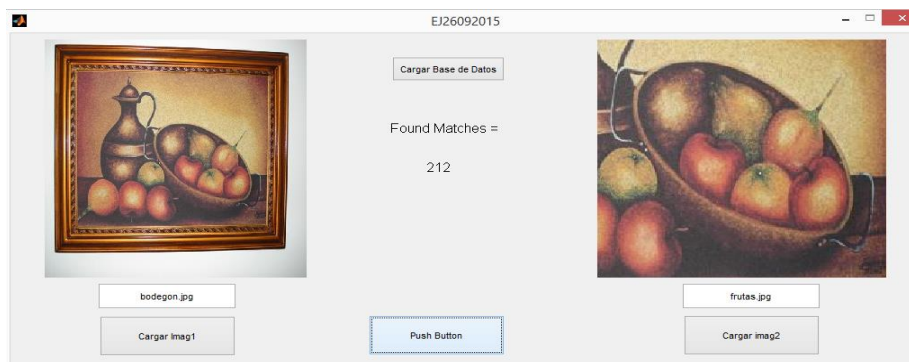 EJ26092015
Cargar Base de Datos
Found Matches =
212
bodegon.jpg
frutas.jpg
Cargar Imag1
Push Button
Cargar imag2